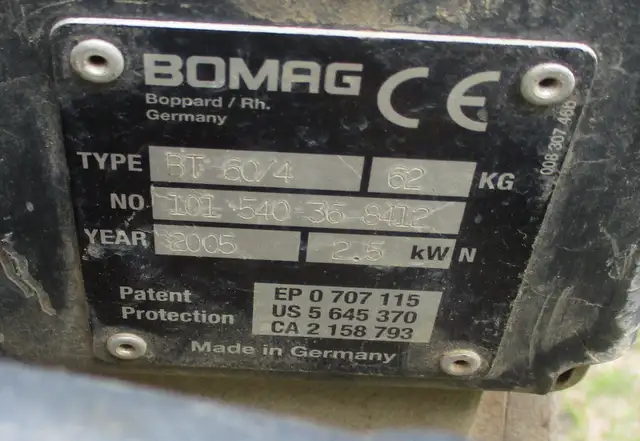 BOMAG CE
Boppard / Rh.
Germany
TYPE BT 60/4 62 KG
NO. 101 540 36 8412
YEAR 2005 2.5 kW N
Patent
Protection
EP 0 707 115
US 5 645 370
CA 2 158 793
Made in Germany
008 307 46